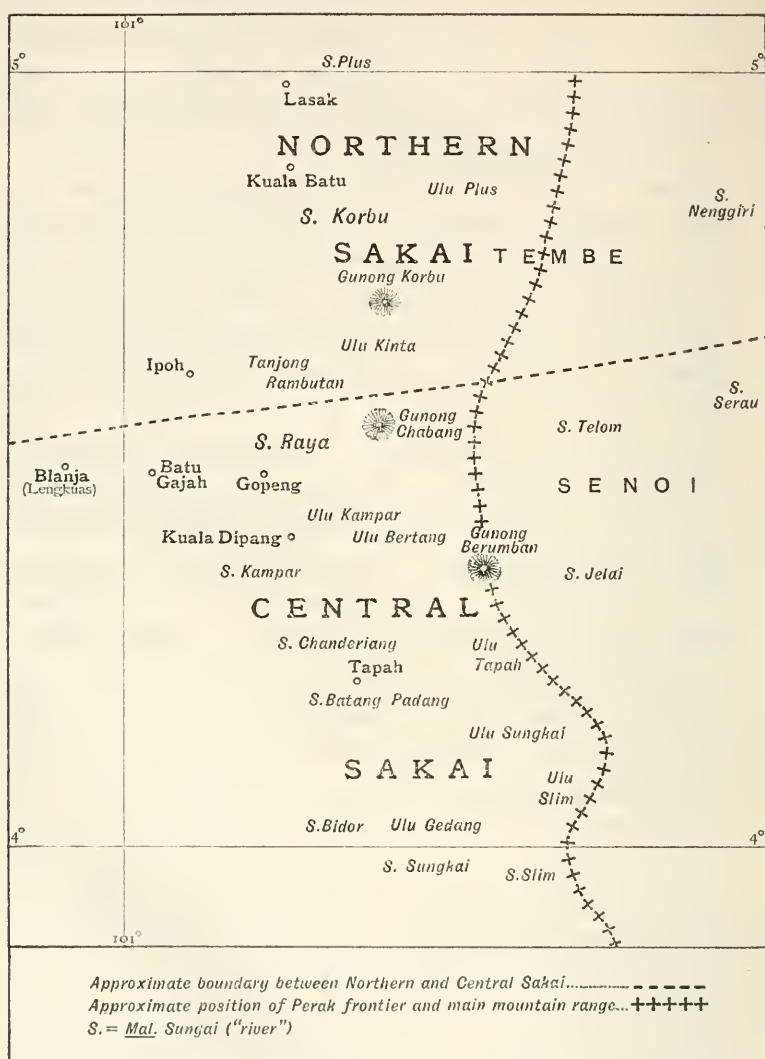 101°
5°
5°
S. Plus
Lasak
NORTHERN
Kuala Batu
Ulu Plus
S.
Nenggiri
S. Korbu
SAKAI
TEMBE
Gunong Korbu
Ulu Kinta
Ipoh
Tanjong
Rambutan
S.
Serau
Gunong
Chabang
S. Telom
S. Raya
Blanja
(Lengkuas)
Batu
Gajah
Gopeng
SENOI
Ulu Kampar
Kuala Dipang
Ulu Bertang
Gunong
Berumban
S. Kampar
S. Jelai
CENTRAL
S. Chanderiang
Ulu
Tapah
Tapah
S. Batang Padang
Ulu Sungkai
SAKAI
Ulu
Slim
S. Bidor
Ulu Gedang
4°
4°
S. Sungkai
S. Slim
101°
Approximate boundary between Northern and Central Sakai
Approximate position of Perak frontier and main mountain range
S. = Mal. Sungai ("river")